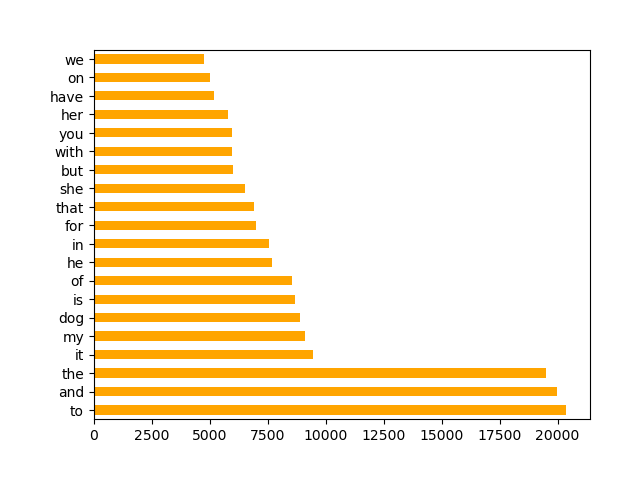 we
on
have
her
you
with
but
she
that
for
in
he
of
is
dog
my
it
the
and
to
0 2500 5000 7500 10000 12500 15000 17500 20000